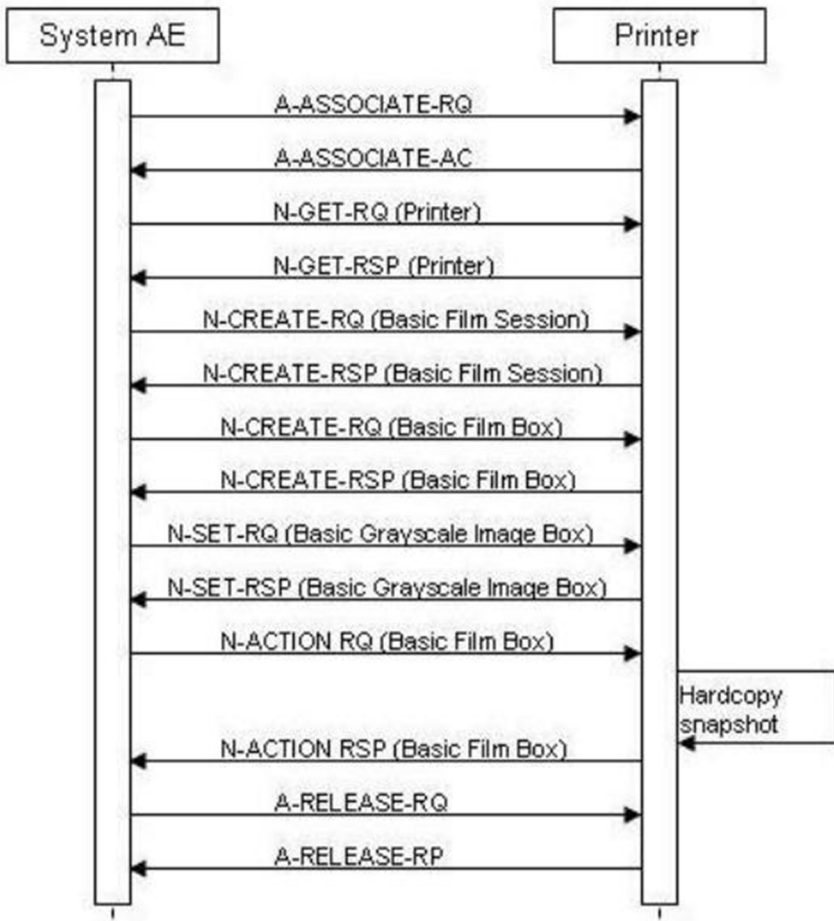 System AE
Printer
A-ASSOCIATE-RQ
A-ASSOCIATE-AC
N-GET-RQ (Printer)
N-GET-RSP (Printer)
N-CREATE-RQ (Basic Film Session)
N-CREATE-RSP (Basic Film Session)
N-CREATE-RQ (Basic Film Box)
N-CREATE-RSP (Basic Film Box)
N-SET-RQ (Basic Grayscale Image Box)
N-SET-RSP (Basic Grayscale Image Box)
N-ACTION RQ (Basic Film Box)
Hardcopy
snapshot
N-ACTION RSP (Basic Film Box)
A-RELEASE-RQ
A-RELEASE-RP